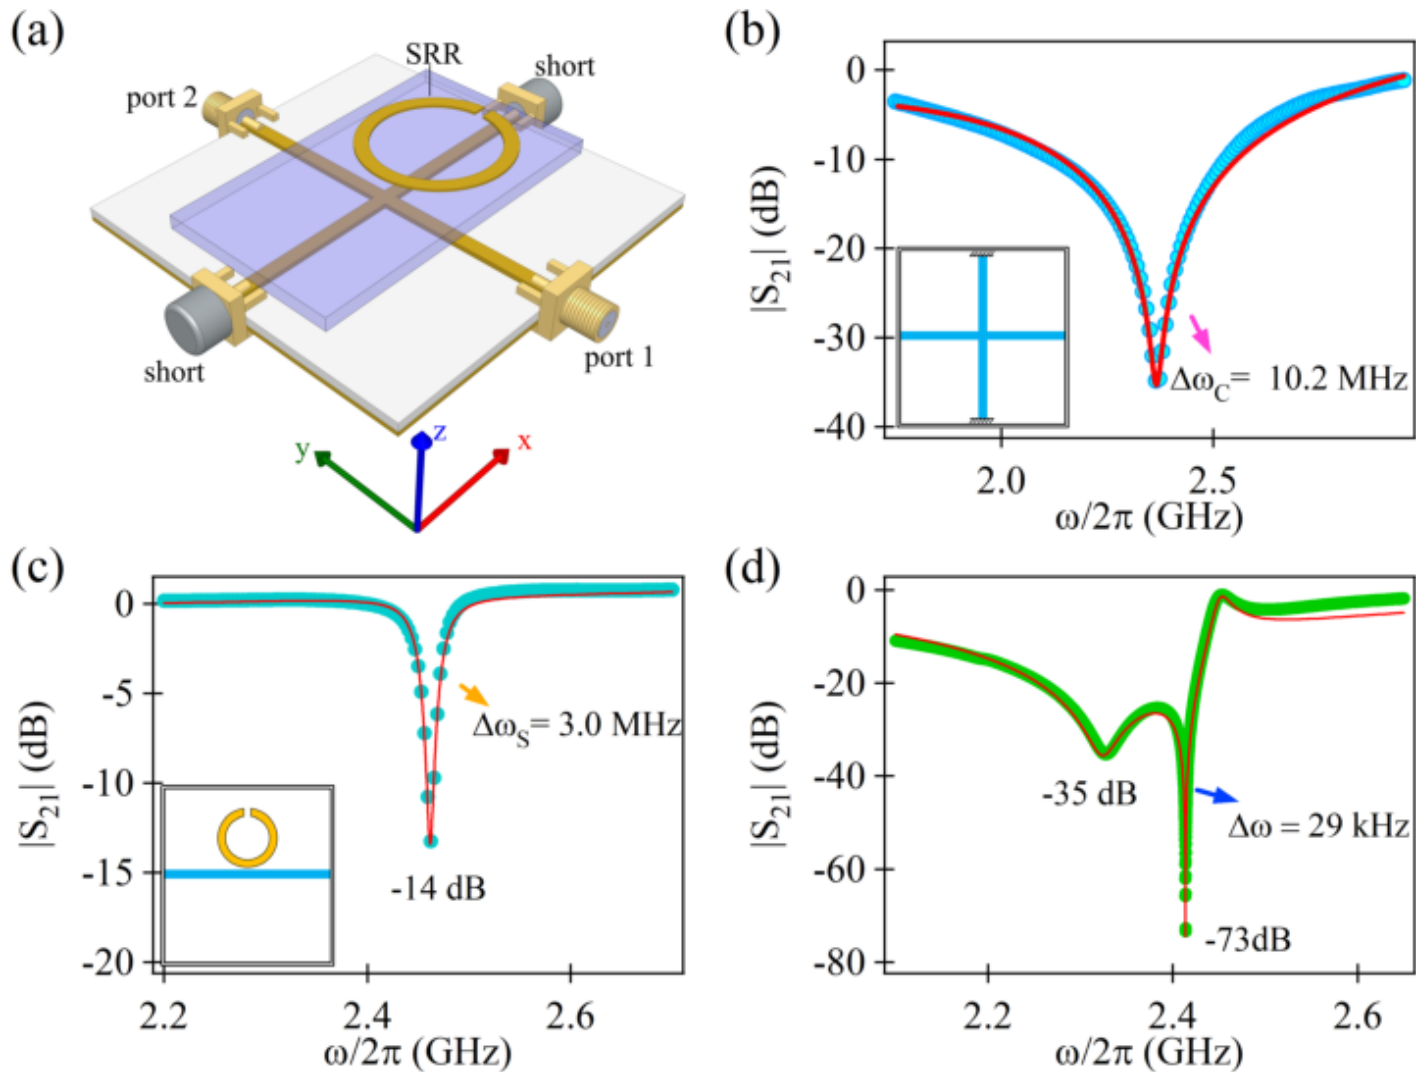 (a)
SRR
short
port 2
short
port 1
y
z
x
(b)
|S₂₁| (dB)
0
-10
-20
-30
-40
Δω_C = 10.2 MHz
2.0
2.5
ω/2π (GHz)
(c)
|S₂₁| (dB)
0
-5
-10
-15
-20
Δω_S = 3.0 MHz
-14 dB
2.2
2.4
2.6
ω/2π (GHz)
(d)
|S₂₁| (dB)
0
-20
-40
-60
-80
-35 dB
Δω = 29 kHz
-73dB
2.2
2.4
2.6
ω/2π (GHz)